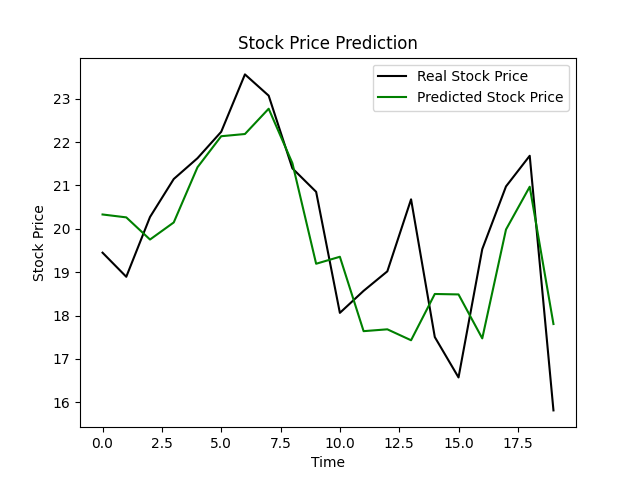 Stock Price Prediction
Real Stock Price
Predicted Stock Price
Stock Price
23
22
21
20
19
18
17
16
0.0 2.5 5.0 7.5 10.0 12.5 15.0 17.5
Time